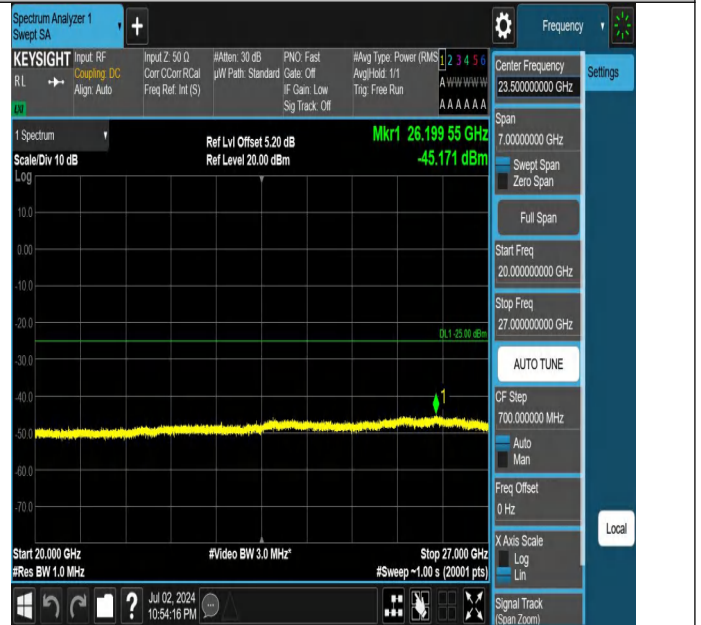 Spectrum Analyzer 1
Swept SA
+
Frequency
KEYSIGHT
RL
LXI
Input: RF
Coupling: DC
Align: Auto
Input Z: 50 Ω
Corr CCorr RCal
Freq Ref: Int (S)
#Atten: 30 dB
µW Path: Standard
PNO: Fast
Gate: Off
IF Gain: Low
Sig Track: Off
#Avg Type: Power (RMS
Avg|Hold: 1/1
Trig: Free Run
1 2 3 4 5 6
A W W W W W
A A A A A A
1 Spectrum
Scale/Div 10 dB
Log
Ref Lvl Offset 5.20 dB
Ref Level 20.00 dBm
Mkr1 26.199 55 GHz
-45.171 dBm
10.0
0.00
-10.0
-20.0
DL1 -25.00 dBm
-30.0
-40.0
1
-50.0
-60.0
-70.0
Start 20.000 GHz
#Res BW 1.0 MHz
#Video BW 3.0 MHz*
Stop 27.000 GHz
#Sweep ~1.00 s (20001 pts)
Center Frequency
23.500000000 GHz
Settings
Span
7.00000000 GHz
Swept Span
Zero Span
Full Span
Start Freq
20.000000000 GHz
Stop Freq
27.000000000 GHz
AUTO TUNE
CF Step
700.000000 MHz
Auto
Man
Freq Offset
0 Hz
X Axis Scale
Log
Lin
Local
Signal Track
(Span Zoom)
?
Jul 02, 2024
10:54:16 PM